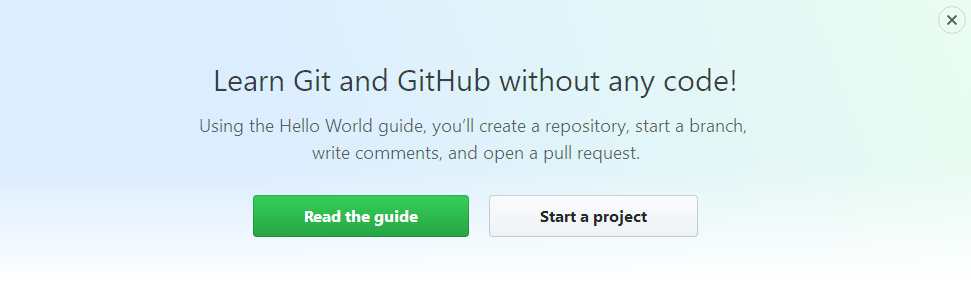 Learn Git and GitHub without any code!
Using the Hello World guide, you’ll create a repository, start a branch,
write comments, and open a pull request.
Read the guide
Start a project